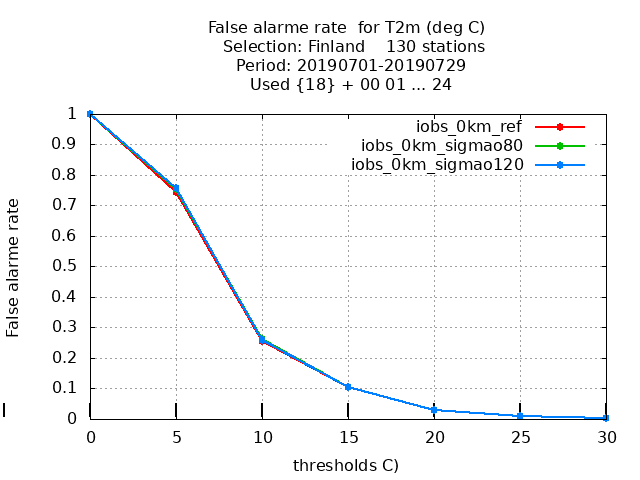 False alarme rate  for T2m (deg C)
Selection: Finland    130 stations
Period: 20190701-20190729
Used {18} + 00 01 ... 24
iobs_0km_ref
iobs_0km_sigmao80
iobs_0km_sigmao120
False alarme rate
1
0.9
0.8
0.7
0.6
0.5
0.4
0.3
0.2
0.1
0
0 5 10 15 20 25 30
thresholds C)